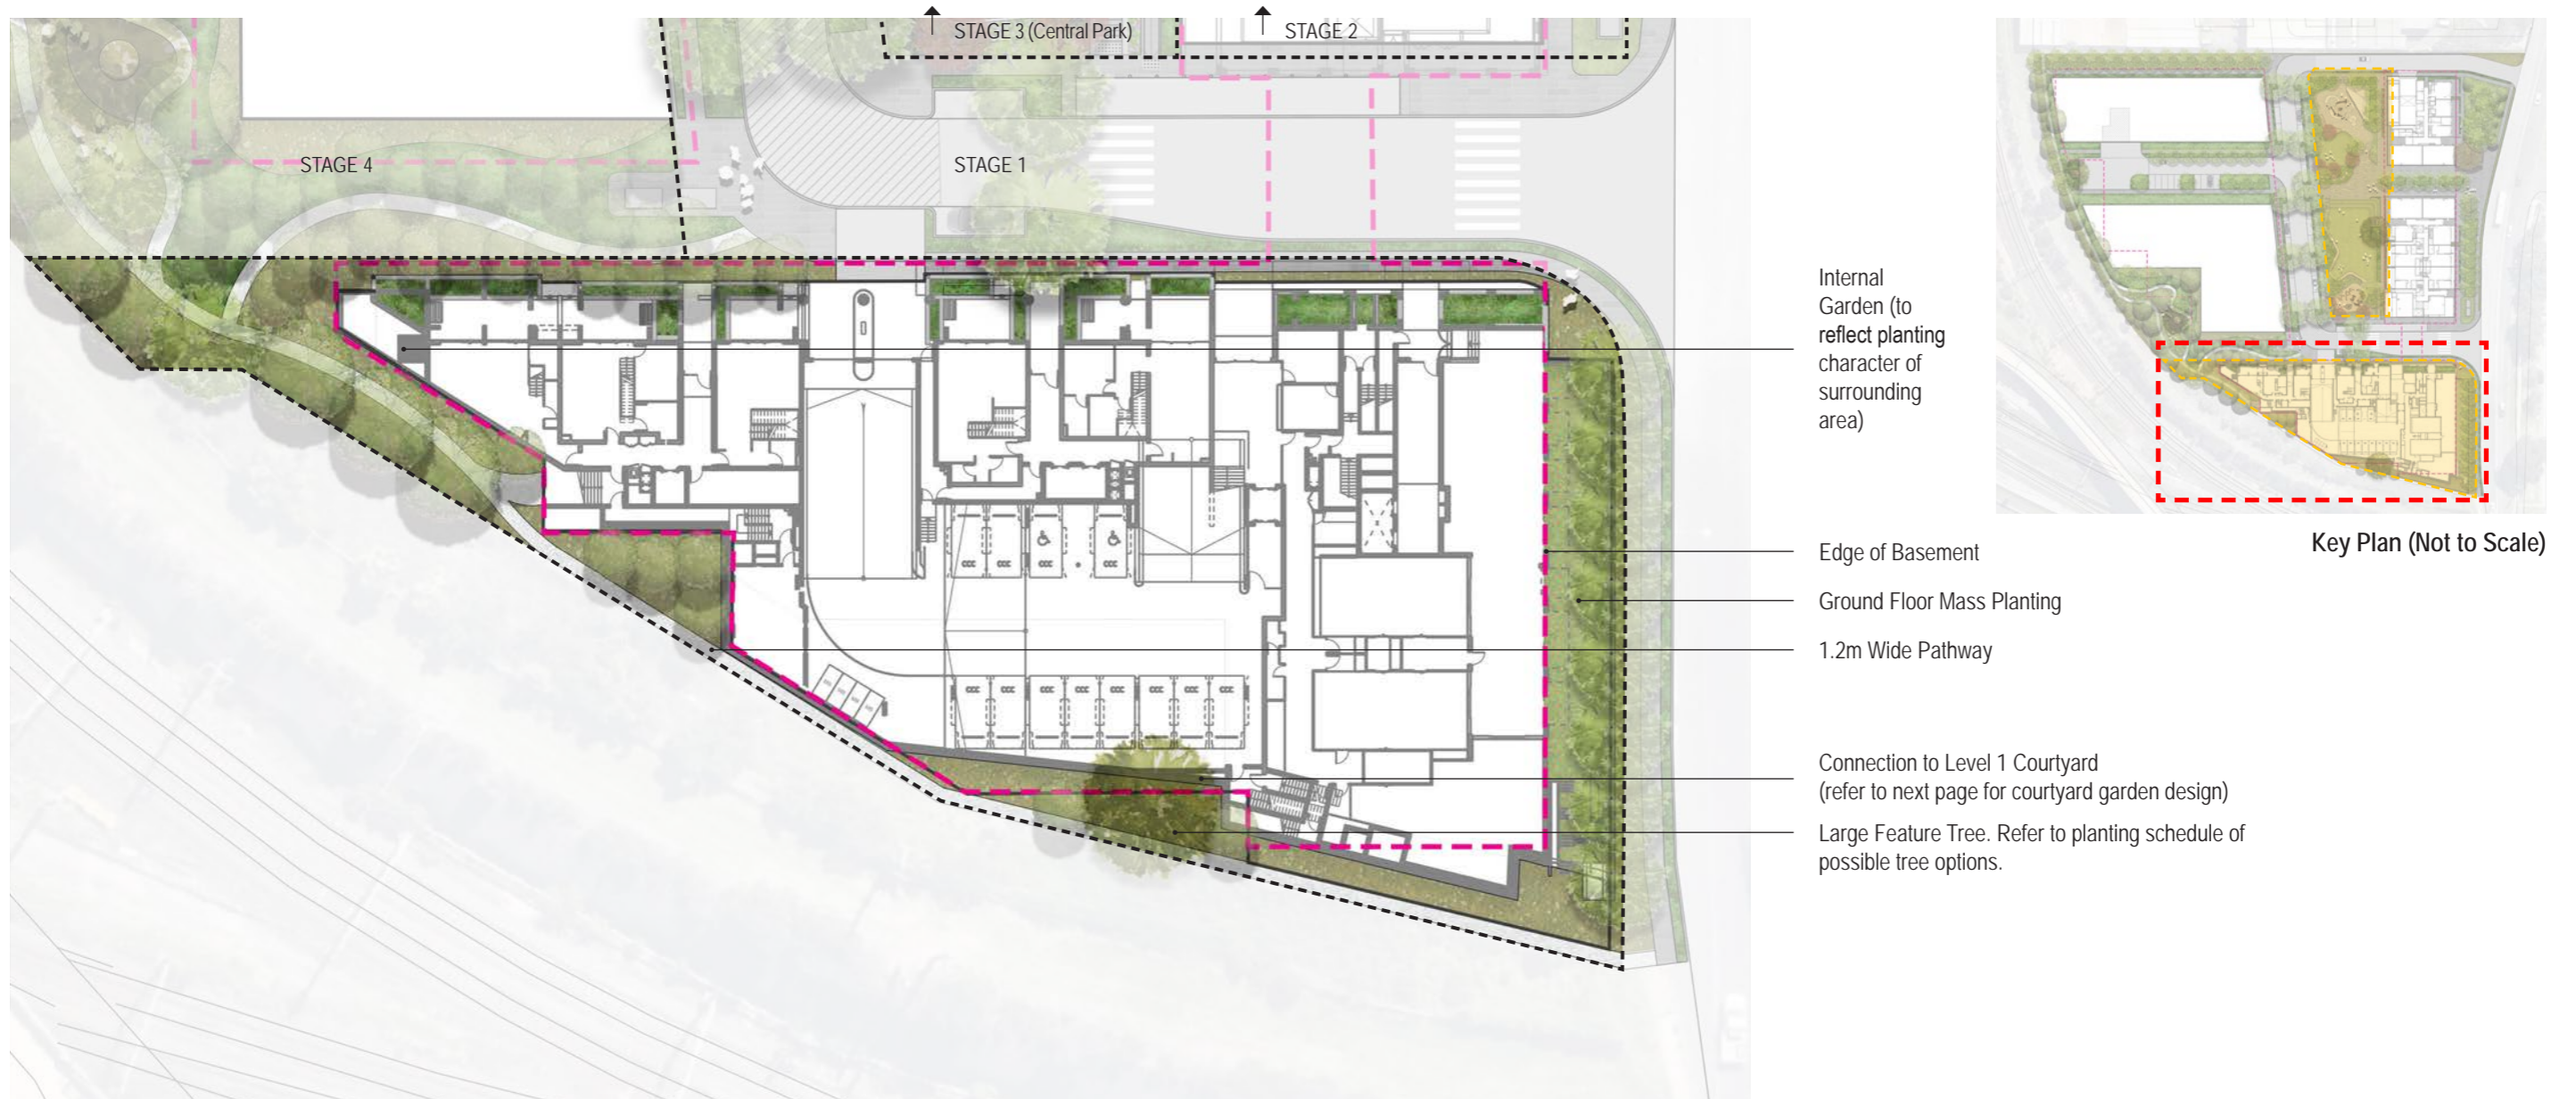 STAGE 3 (Central Park)
STAGE 2
STAGE 4
STAGE 1
Internal
Garden (to
reflect planting
character of
surrounding
area)
Key Plan (Not to Scale)
Edge of Basement
Ground Floor Mass Planting
1.2m Wide Pathway
Connection to Level 1 Courtyard
(refer to next page for courtyard garden design)
Large Feature Tree. Refer to planting schedule of
possible tree options.